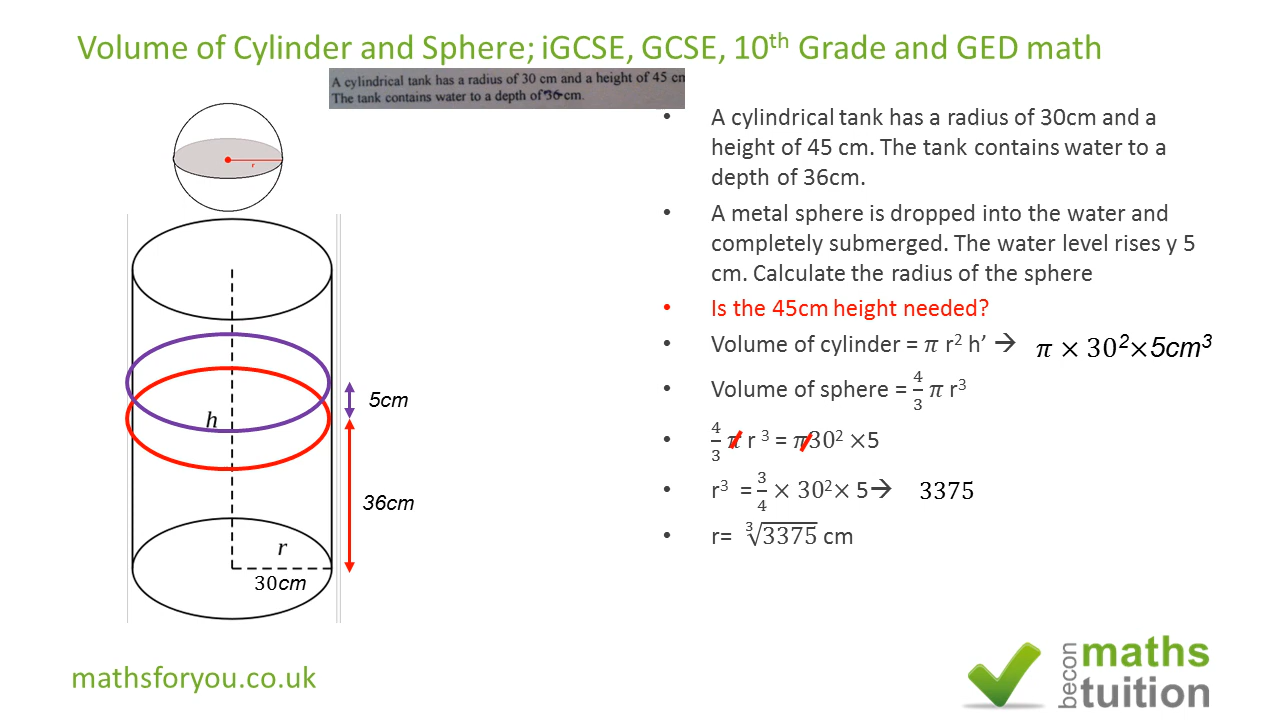 Volume of Cylinder and Sphere; iGCSE, GCSE, 10th Grade and GED math
A cylindrical tank has a radius of 30 cm and a height of 45 cm
The tank contains water to a depth of 36 cm.
• A cylindrical tank has a radius of 30cm and a
height of 45 cm. The tank contains water to a
depth of 36cm.
• A metal sphere is dropped into the water and
completely submerged. The water level rises y 5
cm. Calculate the radius of the sphere
• Is the 45cm height needed?
• Volume of cylinder = π r² h’ → π × 30²×5cm³
• Volume of sphere = 4/3 π r³
• 4/3 π r ³ = π30² ×5
• r³ = 3/4 × 30²× 5→ 3375
• r= ∛3375 cm
r
h
5cm
36cm
r
30cm
mathsforyou.co.uk
becon
maths
tuition